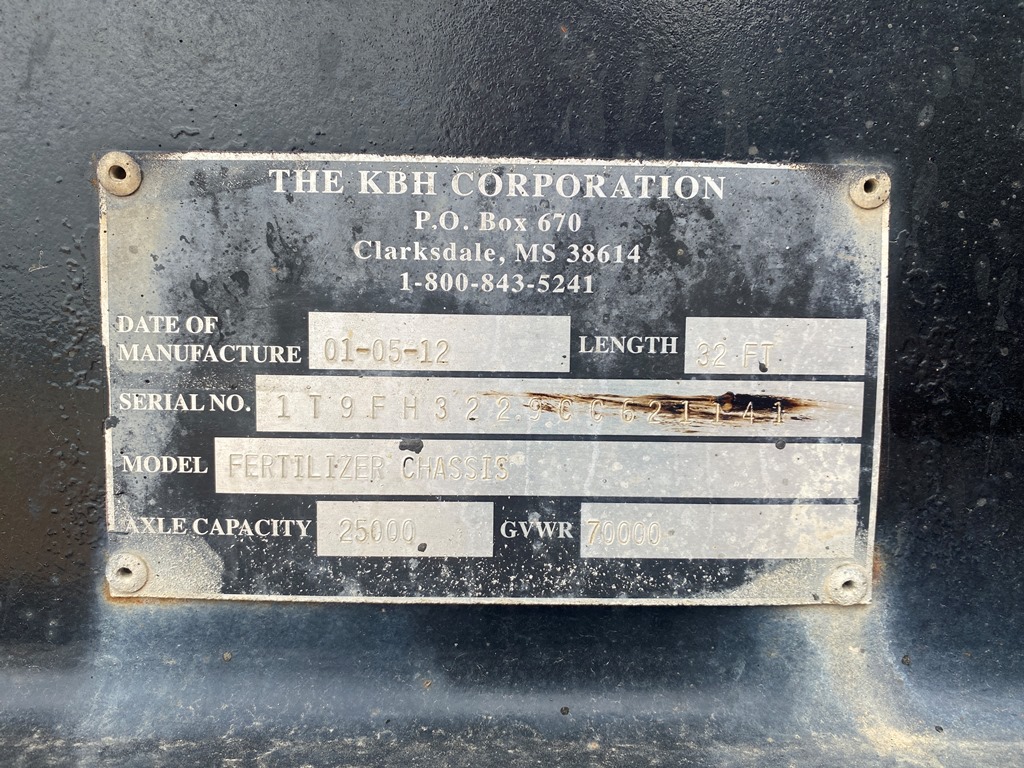 THE KBH CORPORATION
P.O. Box 670
Clarksdale, MS 38614
1-800-843-5241
DATE OF
MANUFACTURE 01-05-12 LENGTH 32 FT
SERIAL NO. 1T9FH3229CC621141
MODEL FERTILIZER CHASSIS
AXLE CAPACITY 25000 GVWR 70000